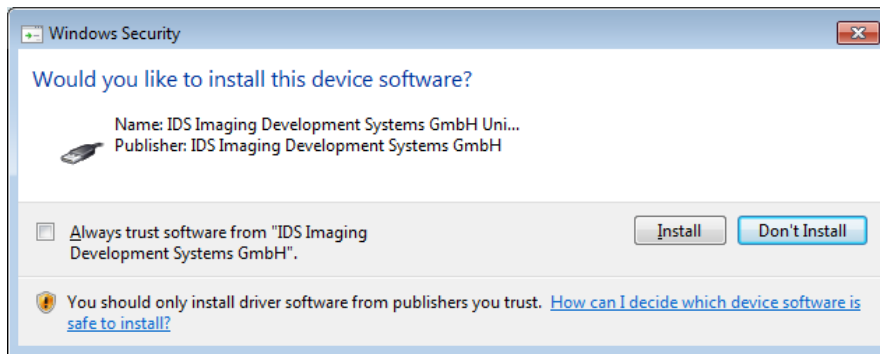 Windows Security
Would you like to install this device software?
Name: IDS Imaging Development Systems GmbH Uni...
Publisher: IDS Imaging Development Systems GmbH
Always trust software from "IDS Imaging
Development Systems GmbH".
Install
Don't Install
You should only install driver software from publishers you trust. How can I decide which device software is
safe to install?